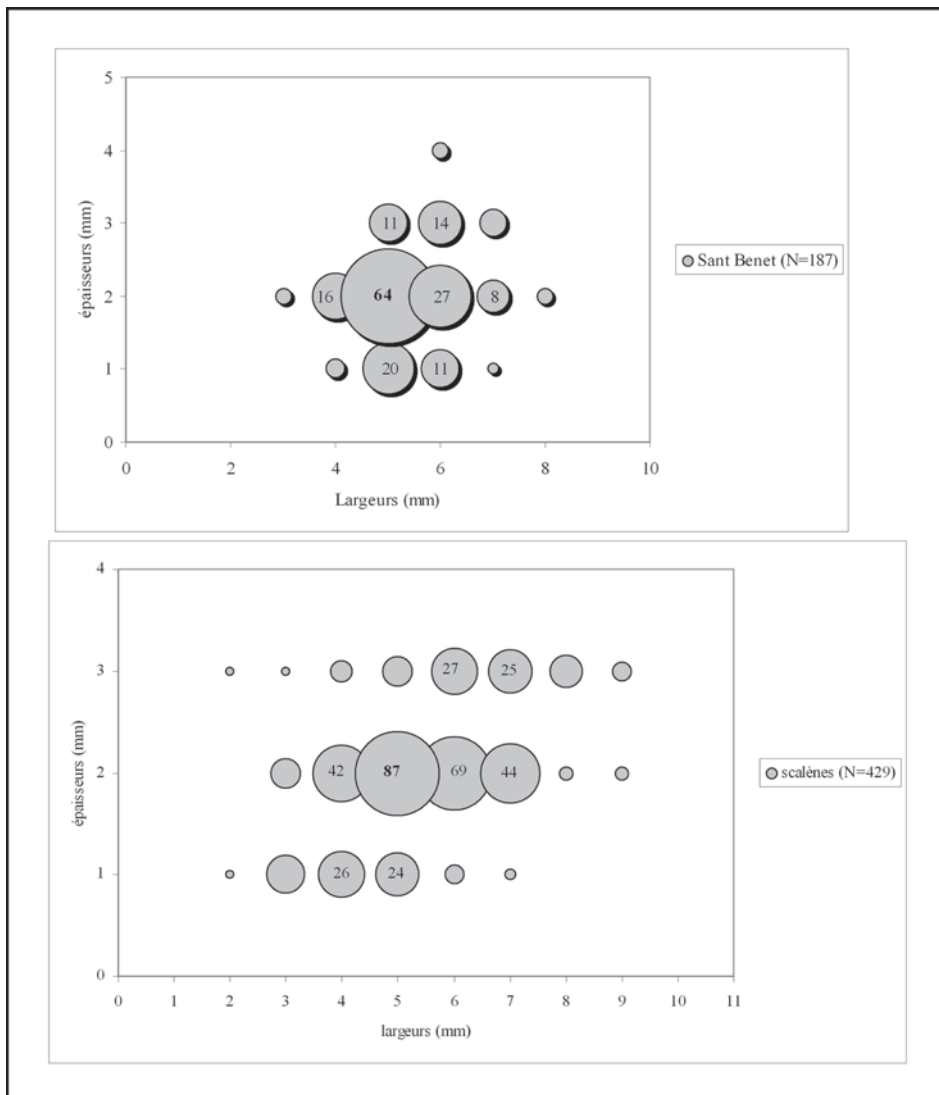 5
4
3 11 14
épaisseurs (mm)
Sant Benet (N=187)
2 16 64 27 8
1 20 11
0
0 2 4 6 8 10
Largeurs (mm)
4
3 27 25
épaisseurs (mm)
2 42 87 69 44
scalènes (N=429)
1 26 24
0
0 1 2 3 4 5 6 7 8 9 10 11
largeurs (mm)